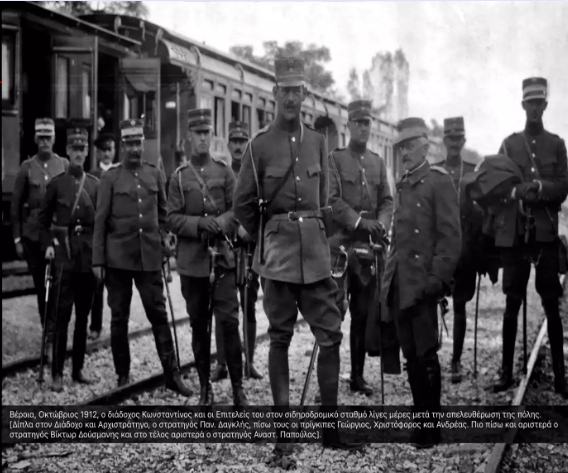 Βέροια, Οκτώβριος 1912, ο διάδοχος Κωνσταντίνος και οι Επιτελείς του στον σιδηροδρομικό σταθμό λίγες μέρες μετά την απελευθέρωση της πόλης.
[Δίπλα στον Διάδοχο και Αρχιστράτηγο, ο στρατηγός Παν. Δαγκλής, πίσω τους οι πρίγκιπες Γεώργιος, Χριστόφορος και Ανδρέας. Πιο πίσω και αριστερά ο
στρατηγός Βίκτωρ Δούσμανης και στο τέλος αριστερά ο στρατηγός Αναστ. Παπούλας].